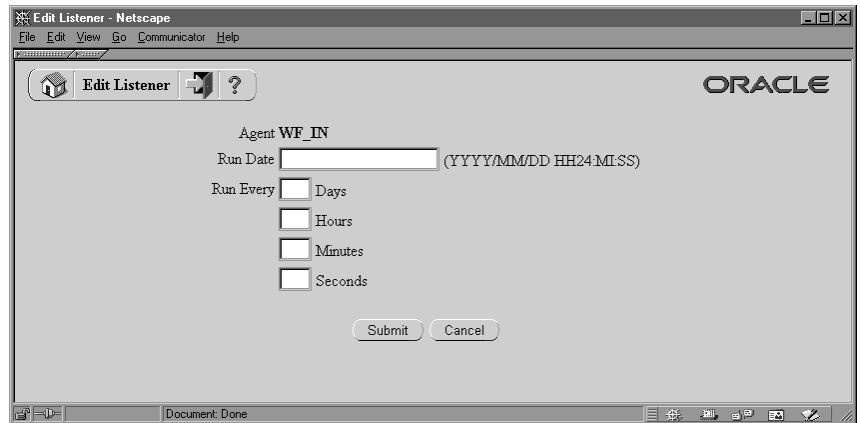 Edit Listener - Netscape
File Edit View Go Communicator Help
Edit Listener ?
ORACLE
Agent WF_IN
Run Date (YYYY/MM/DD HH24:MI:SS)
Run Every Days
Hours
Minutes
Seconds
Submit Cancel
Document: Done